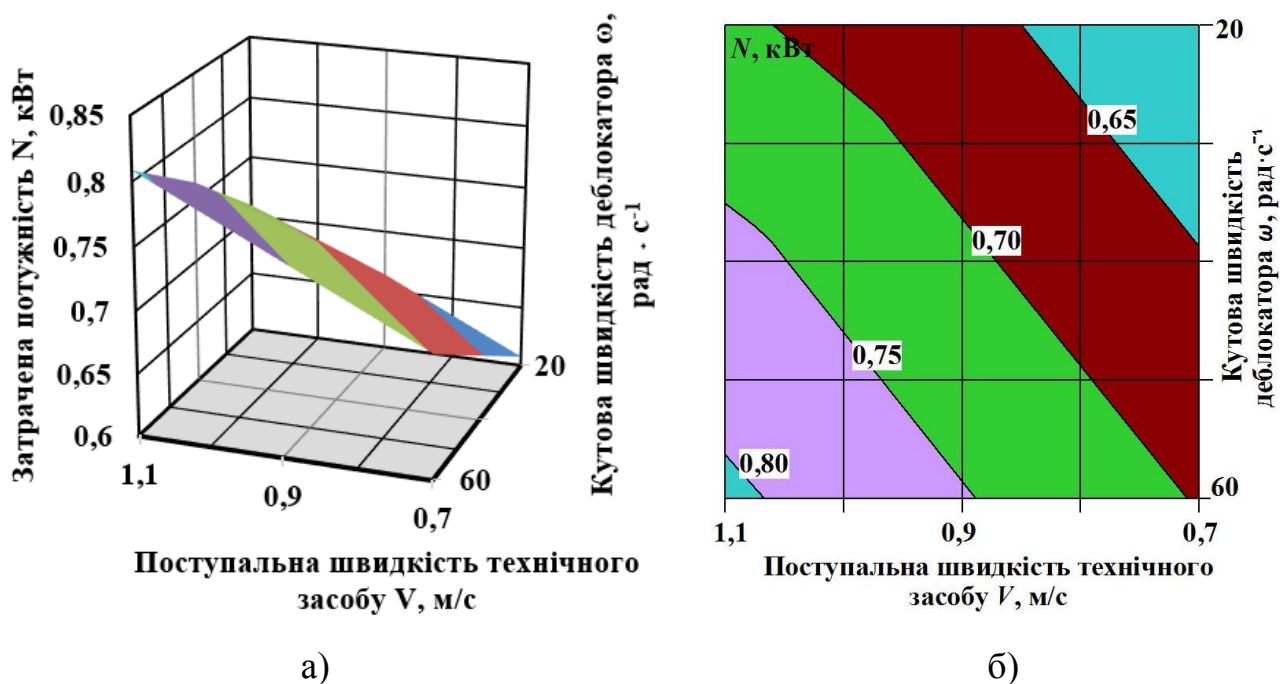 Затрачена потужність N, кВт
0,85
0,8
0,75
0,7
0,65
0,6
1,1
0,9
0,7
60
20
Кутова швидкість деблокатора ω,
рад · с⁻¹
Поступальна швидкість технічного
засобу V, м/с
а)
N, кВт
0,65
0,70
0,75
0,80
20
60
1,1
0,9
0,7
Кутова швидкість
деблокатора ω, рад·с⁻¹
Поступальна швидкість технічного
засобу V, м/с
б)